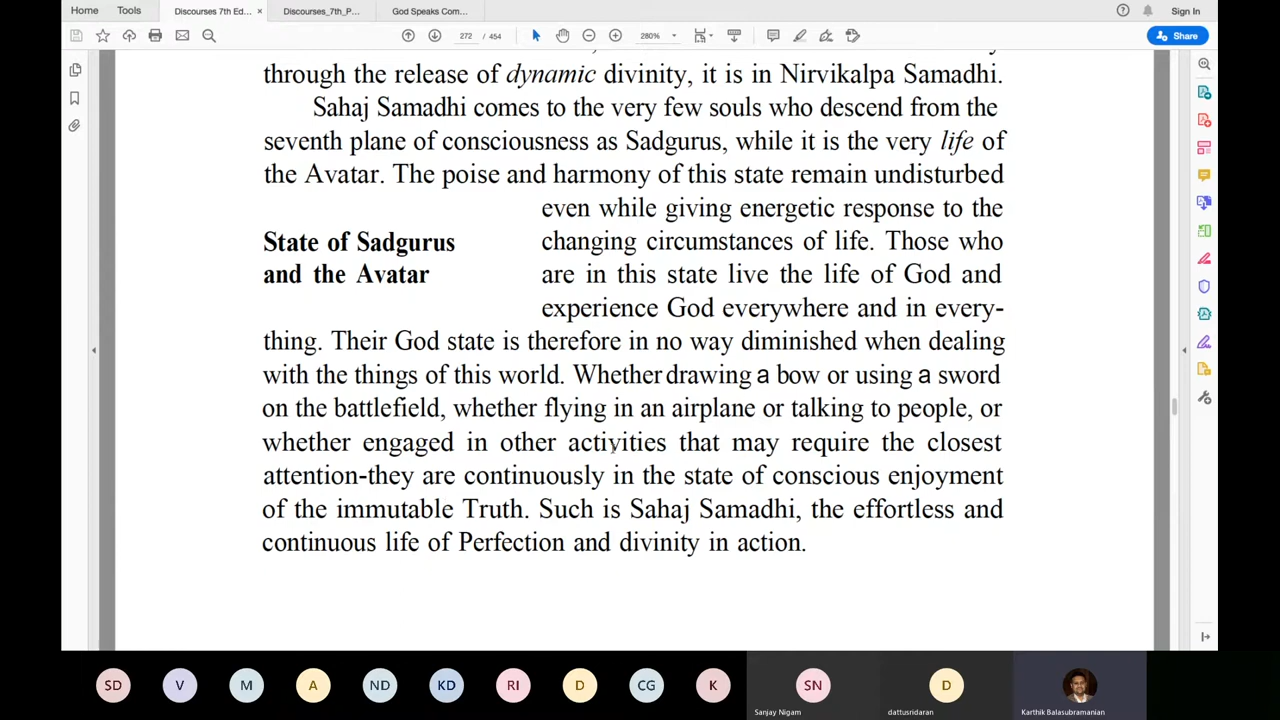 Home
Tools
Discourses 7th Ed...
×
Discourses_7th_P...
God Speaks Com...
Sign In
272 / 454
280%
Share
through the release of dynamic divinity, it is in Nirvikalpa Samadhi.
Sahaj Samadhi comes to the very few souls who descend from the
seventh plane of consciousness as Sadgurus, while it is the very life of
the Avatar. The poise and harmony of this state remain undisturbed
even while giving energetic response to the
State of Sadgurus
changing circumstances of life. Those who
and the Avatar
are in this state live the life of God and
experience God everywhere and in every-
thing. Their God state is therefore in no way diminished when dealing
with the things of this world. Whether drawing a bow or using a sword
on the battlefield, whether flying in an airplane or talking to people, or
whether engaged in other activities that may require the closest
attention-they are continuously in the state of conscious enjoyment
of the immutable Truth. Such is Sahaj Samadhi, the effortless and
continuous life of Perfection and divinity in action.
SD
V
M
A
ND
KD
RI
D
CG
K
SN
D
Sanjay Nigam
dattusridaran
Karthik Balasubramanian